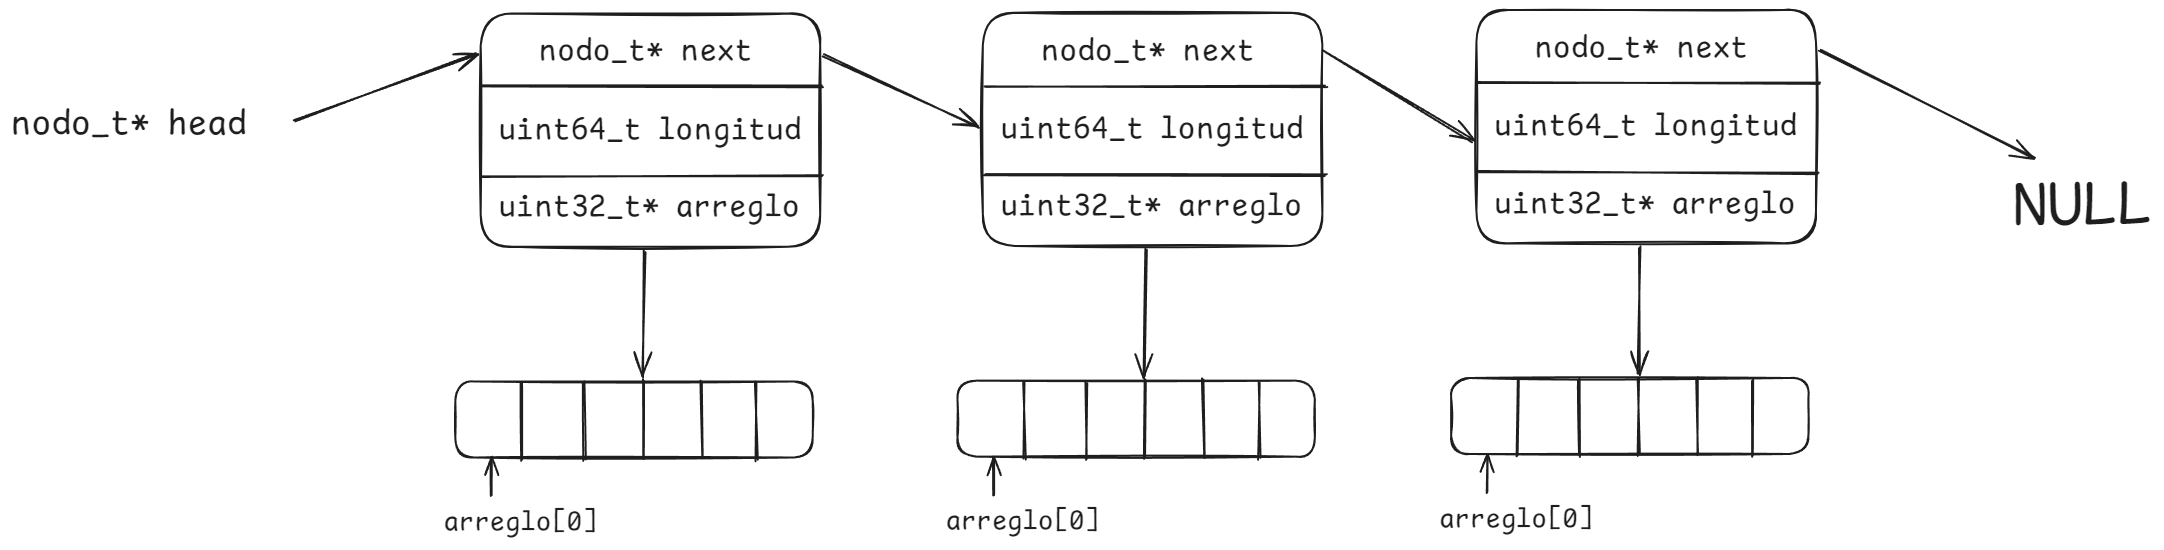 nodo_t* head
nodo_t* next
uint64_t longitud
uint32_t* arreglo
arreglo[0]
nodo_t* next
uint64_t longitud
uint32_t* arreglo
arreglo[0]
nodo_t* next
uint64_t longitud
uint32_t* arreglo
arreglo[0]
NULL